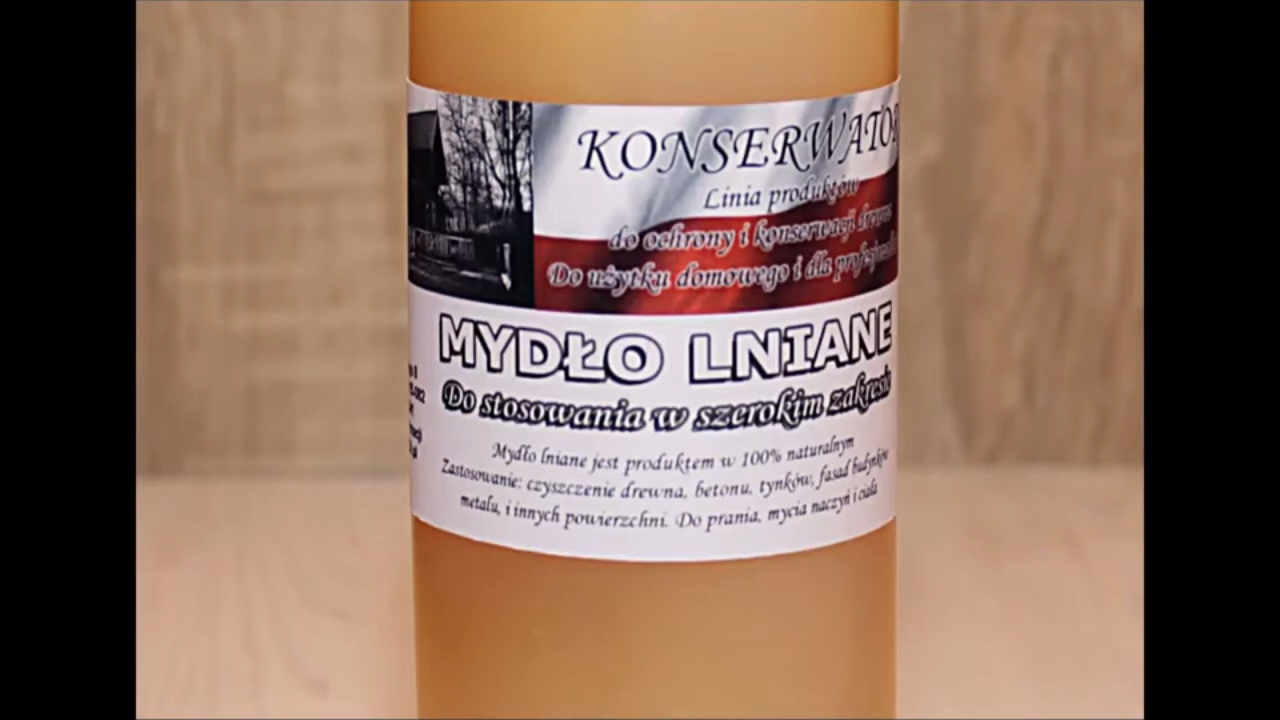 KONSERWATOR
Linia produktów
do ochrony i konserwacji drewna
Do użytku domowego i dla
MYDŁO LNIANE
Do stosowania w szerokim zakresie
Mydło lniane jest produktem w 100% naturalnym
Zastosowanie: czyszczenie drewna, betonu, tynków, fasad budynków
metalu, i innych powierzchni. Do prania, mycia naczyń i ciała